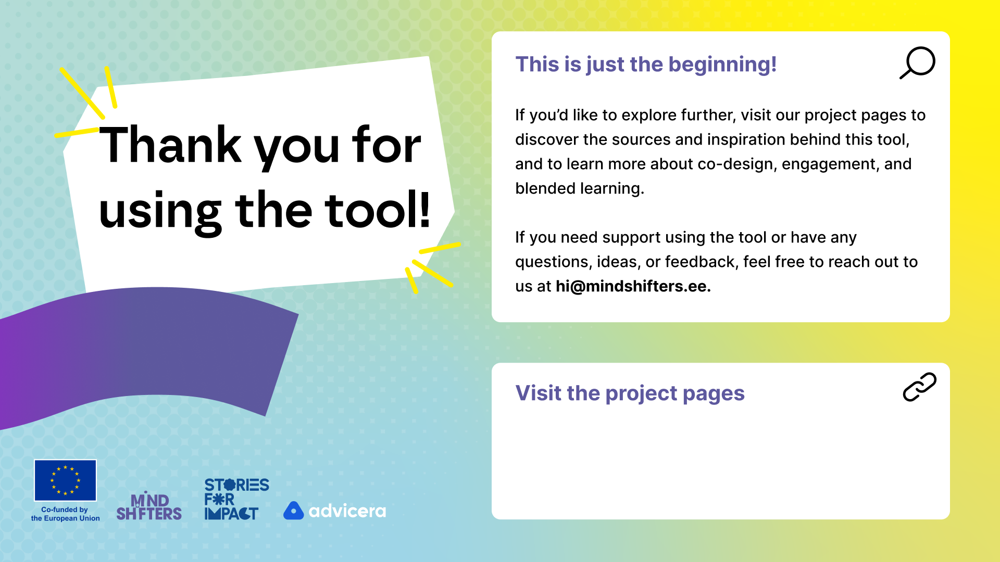 Thank you for
using the tool!
This is just the beginning!
If you’d like to explore further, visit our project pages to
discover the sources and inspiration behind this tool,
and to learn more about co-design, engagement, and
blended learning.
If you need support using the tool or have any
questions, ideas, or feedback, feel free to reach out to
us at hi@mindshifters.ee.
Visit the project pages
Co-funded by
the European Union
MIND
SHIFTERS
STORIES
FOR
IMPACT
advicera